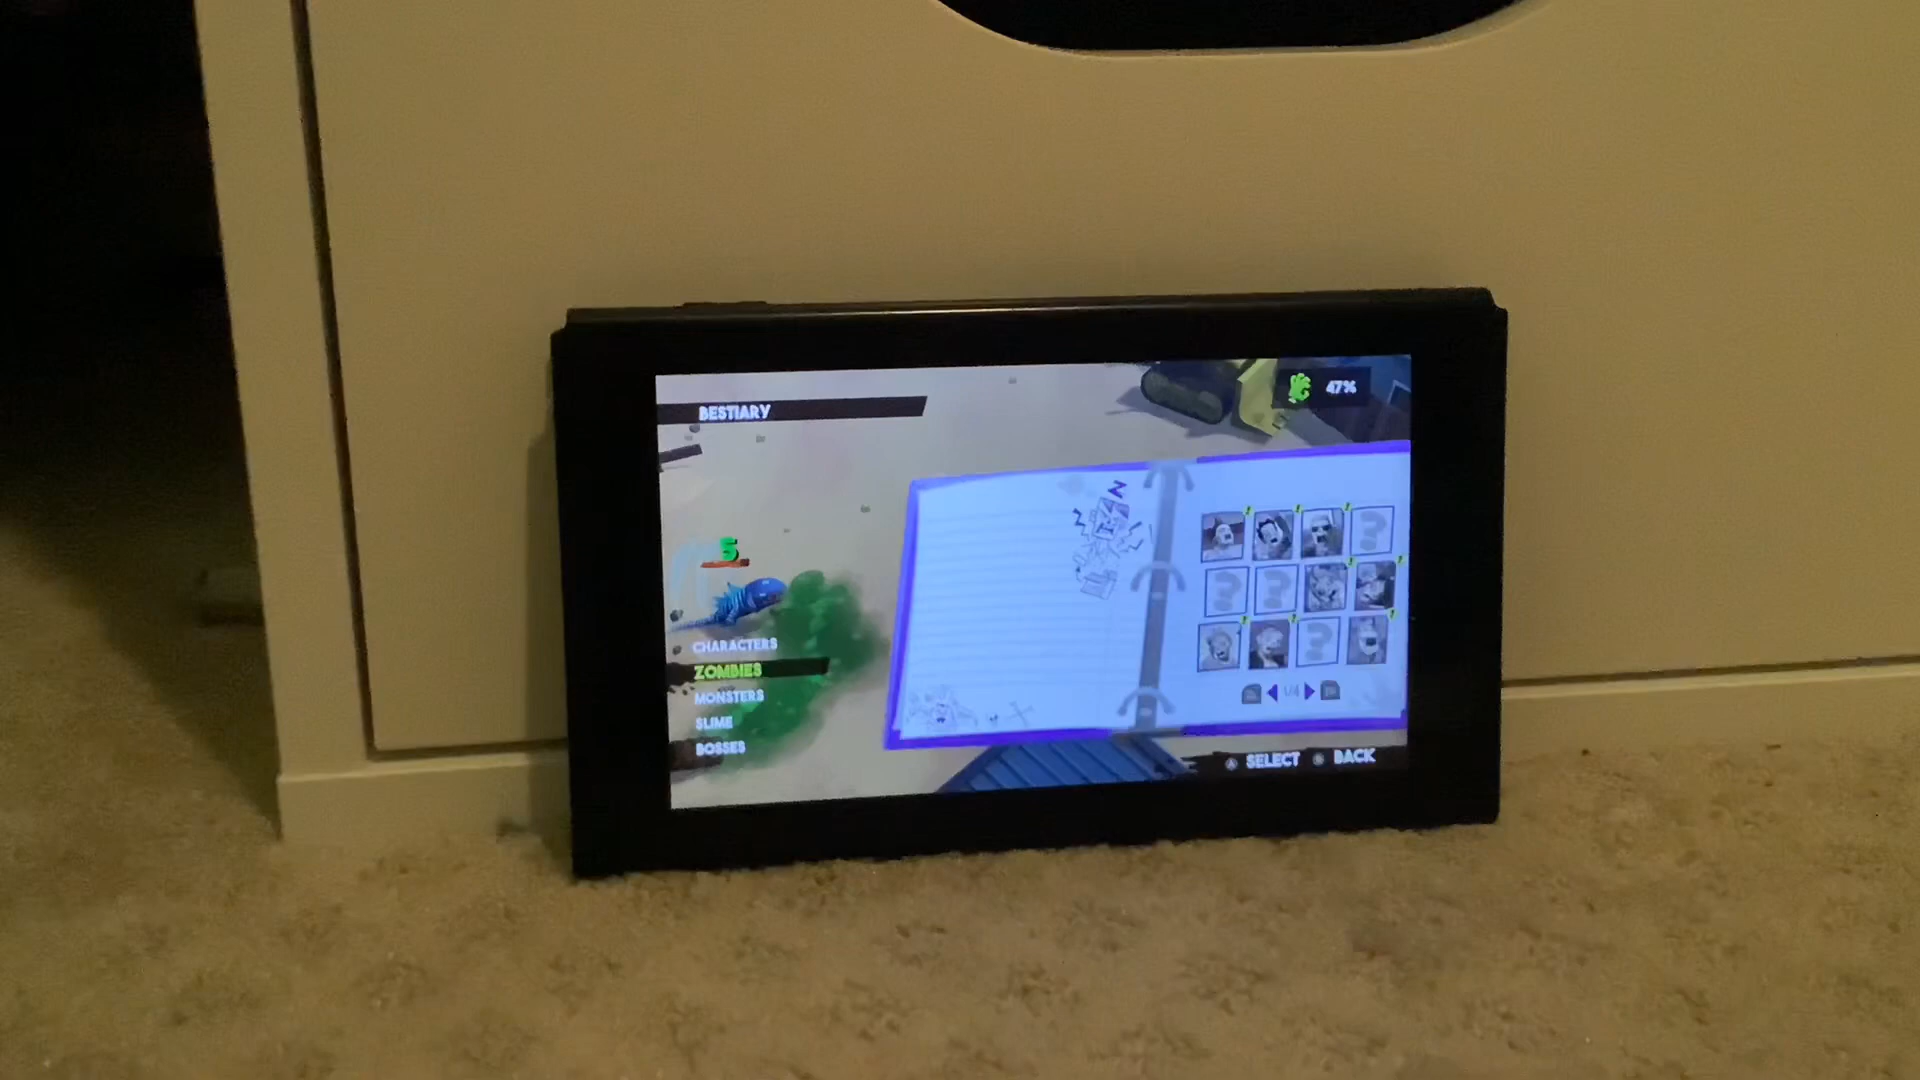 BESTIARY
47%
5
CHARACTERS
ZOMBIES
MONSTERS
SLIME
BOSSES
1/4
A SELECT B BACK